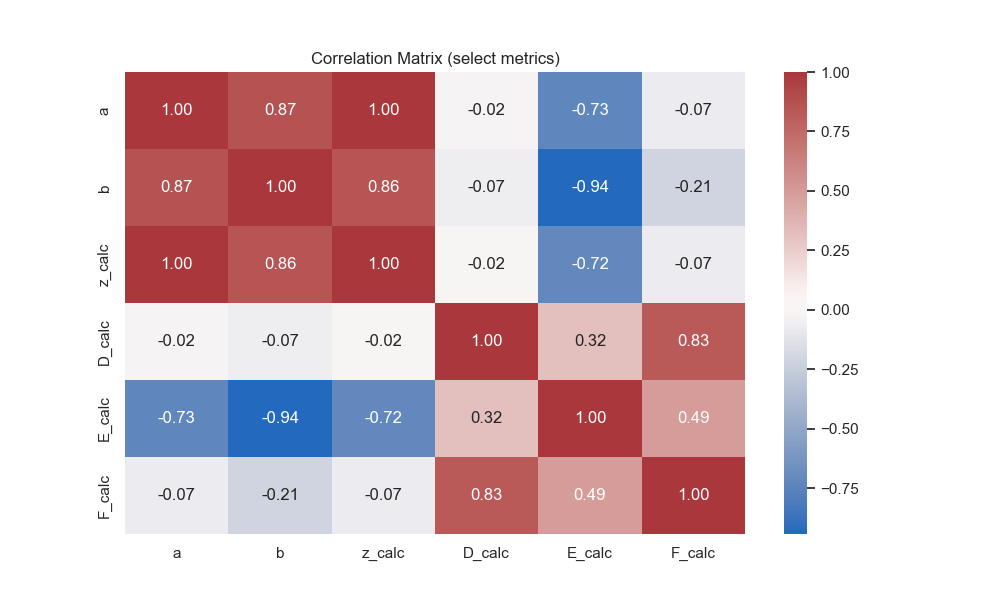 Correlation Matrix (select metrics)
a 1.00 0.87 1.00 -0.02 -0.73 -0.07
b 0.87 1.00 0.86 -0.07 -0.94 -0.21
z_calc 1.00 0.86 1.00 -0.02 -0.72 -0.07
D_calc -0.02 -0.07 -0.02 1.00 0.32 0.83
E_calc -0.73 -0.94 -0.72 0.32 1.00 0.49
F_calc -0.07 -0.21 -0.07 0.83 0.49 1.00
a b z_calc D_calc E_calc F_calc
1.00
0.75
0.50
0.25
0.00
−0.25
−0.50
−0.75